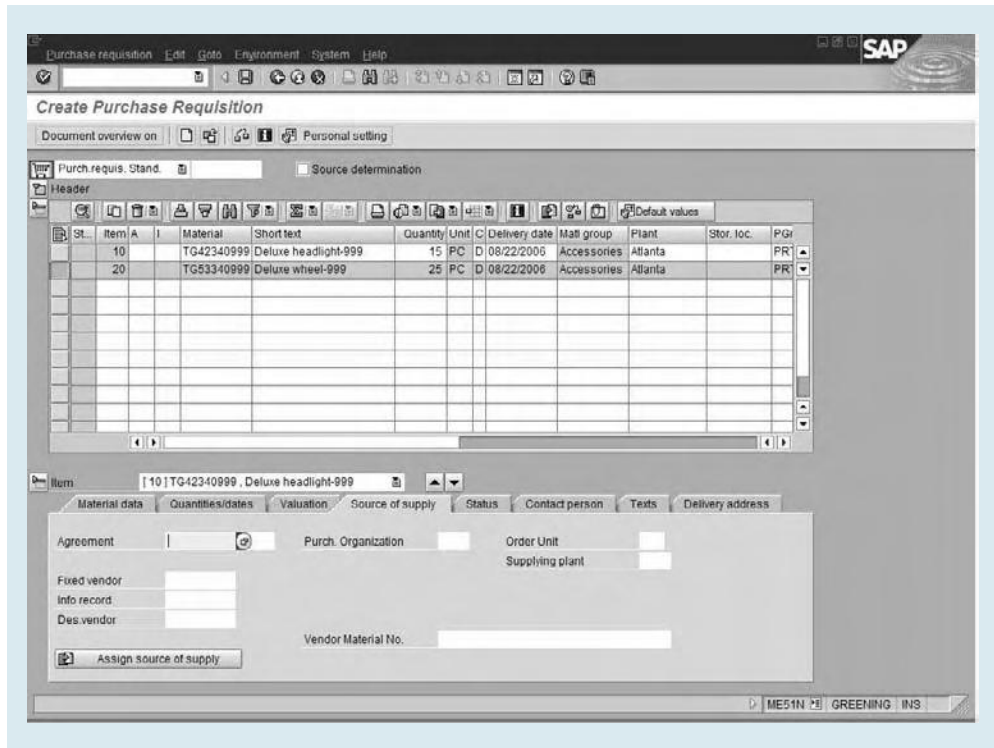 Purchase requisition Edit Goto Environment System Help
SAP
Create Purchase Requisition
Document overview on Personal setting
Purch.requis. Stand. Source determination
Header
Default values
St... Item A I Material Short text Quantity Unit C Delivery date Matl group Plant Stor. loc. PGr
10 TG42340999 Deluxe headlight-999 15 PC D 08/22/2006 Accessories Atlanta
20 TG53340999 Deluxe wheel-999 25 PC D 08/22/2006 Accessories Atlanta
Item [ 10 ] TG42340999 , Deluxe headlight-999
Material data Quantities/dates Valuation Source of supply Status Contact person Texts Delivery address
Agreement Purch. Organization Order Unit
Supplying plant
Fixed vendor
Info record
Des.vendor
Vendor Material No.
Assign source of supply
ME51N GREENING INS